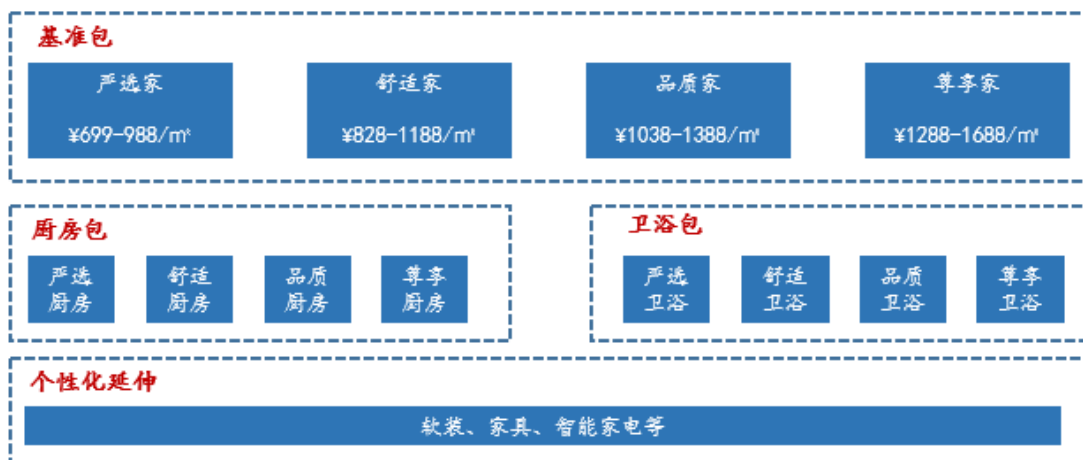 基准包
严选家
¥699-988/㎡
舒适家
¥828-1188/㎡
品质家
¥1038-1388/㎡
尊享家
¥1288-1688/㎡
厨房包
严选
厨房
舒适
厨房
品质
厨房
尊享
厨房
卫浴包
严选
卫浴
舒适
卫浴
品质
卫浴
尊享
卫浴
个性化延伸
软装、家具、智能家电等